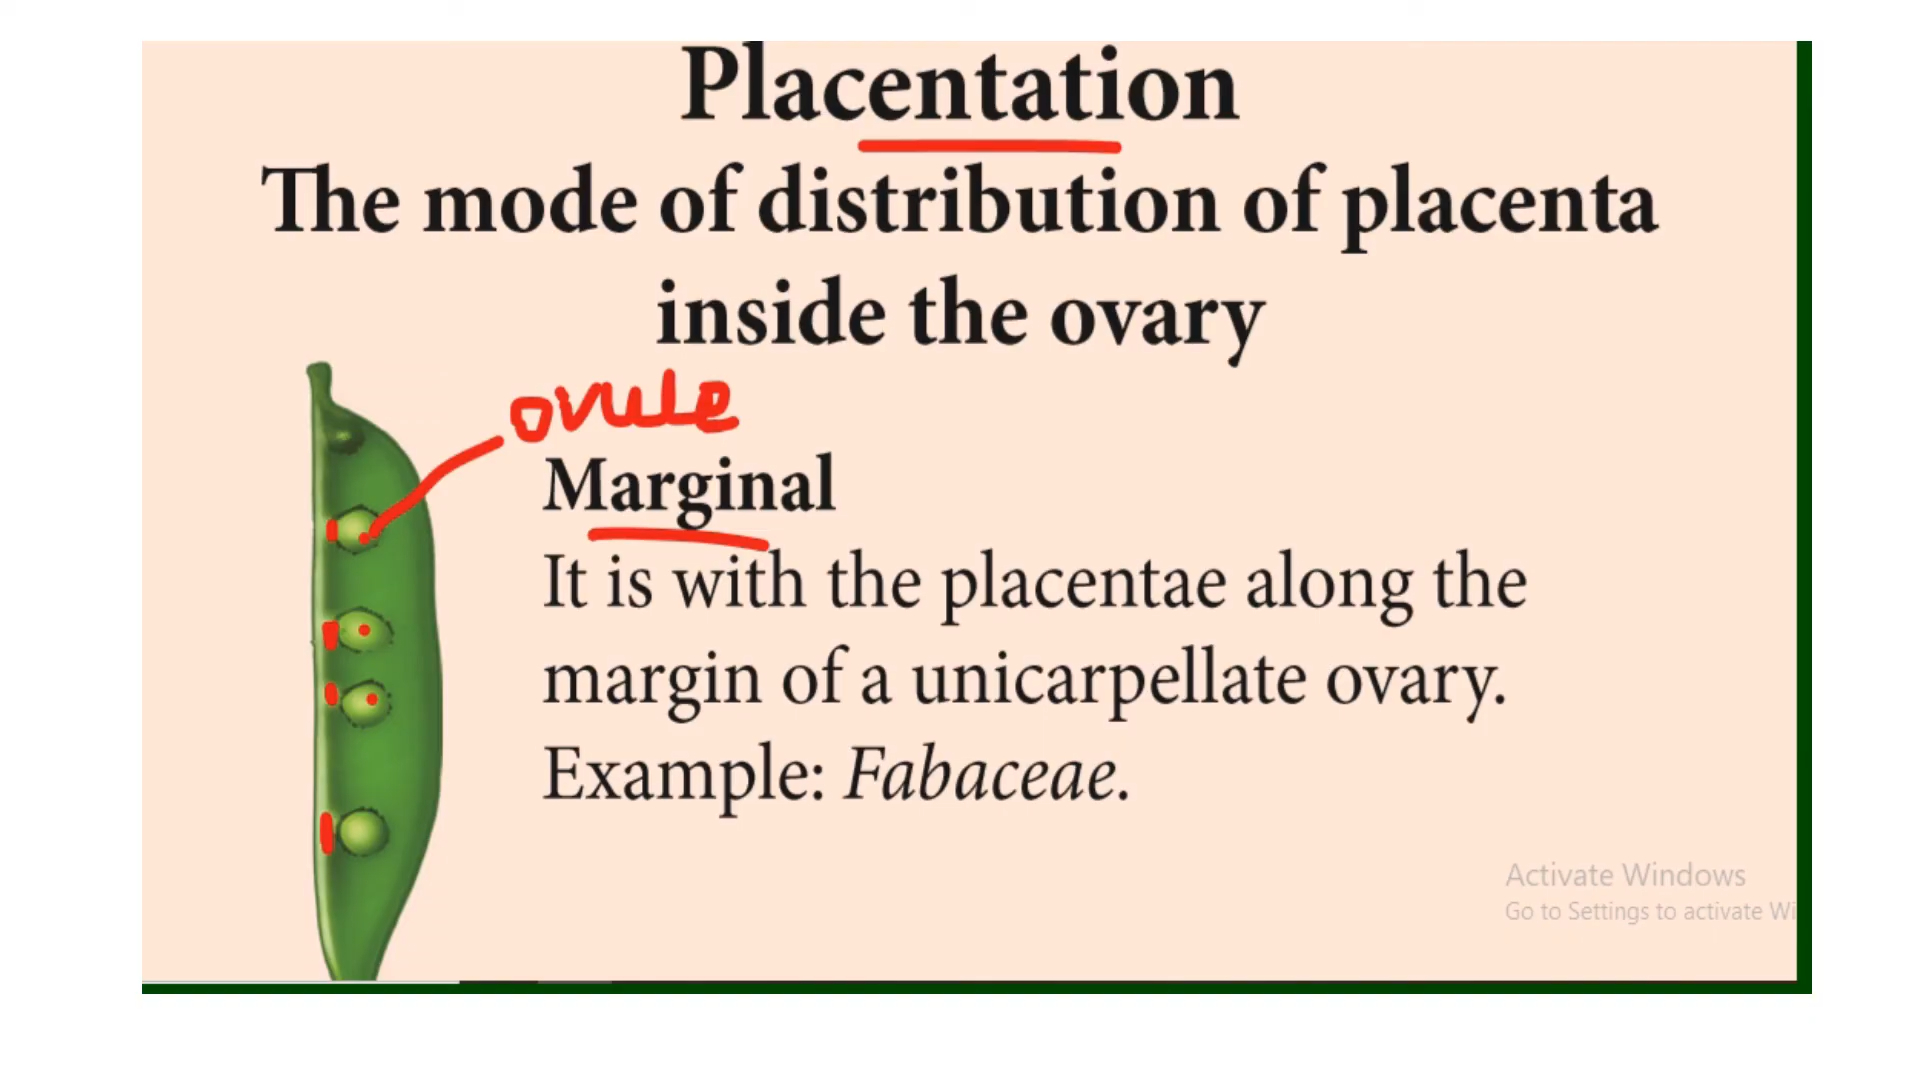 Placentation
The mode of distribution of placenta
inside the ovary
ovule
Marginal
It is with the placentae along the
margin of a unicarpellate ovary.
Example: Fabaceae.
Activate Windows
Go to Settings to activate Wi